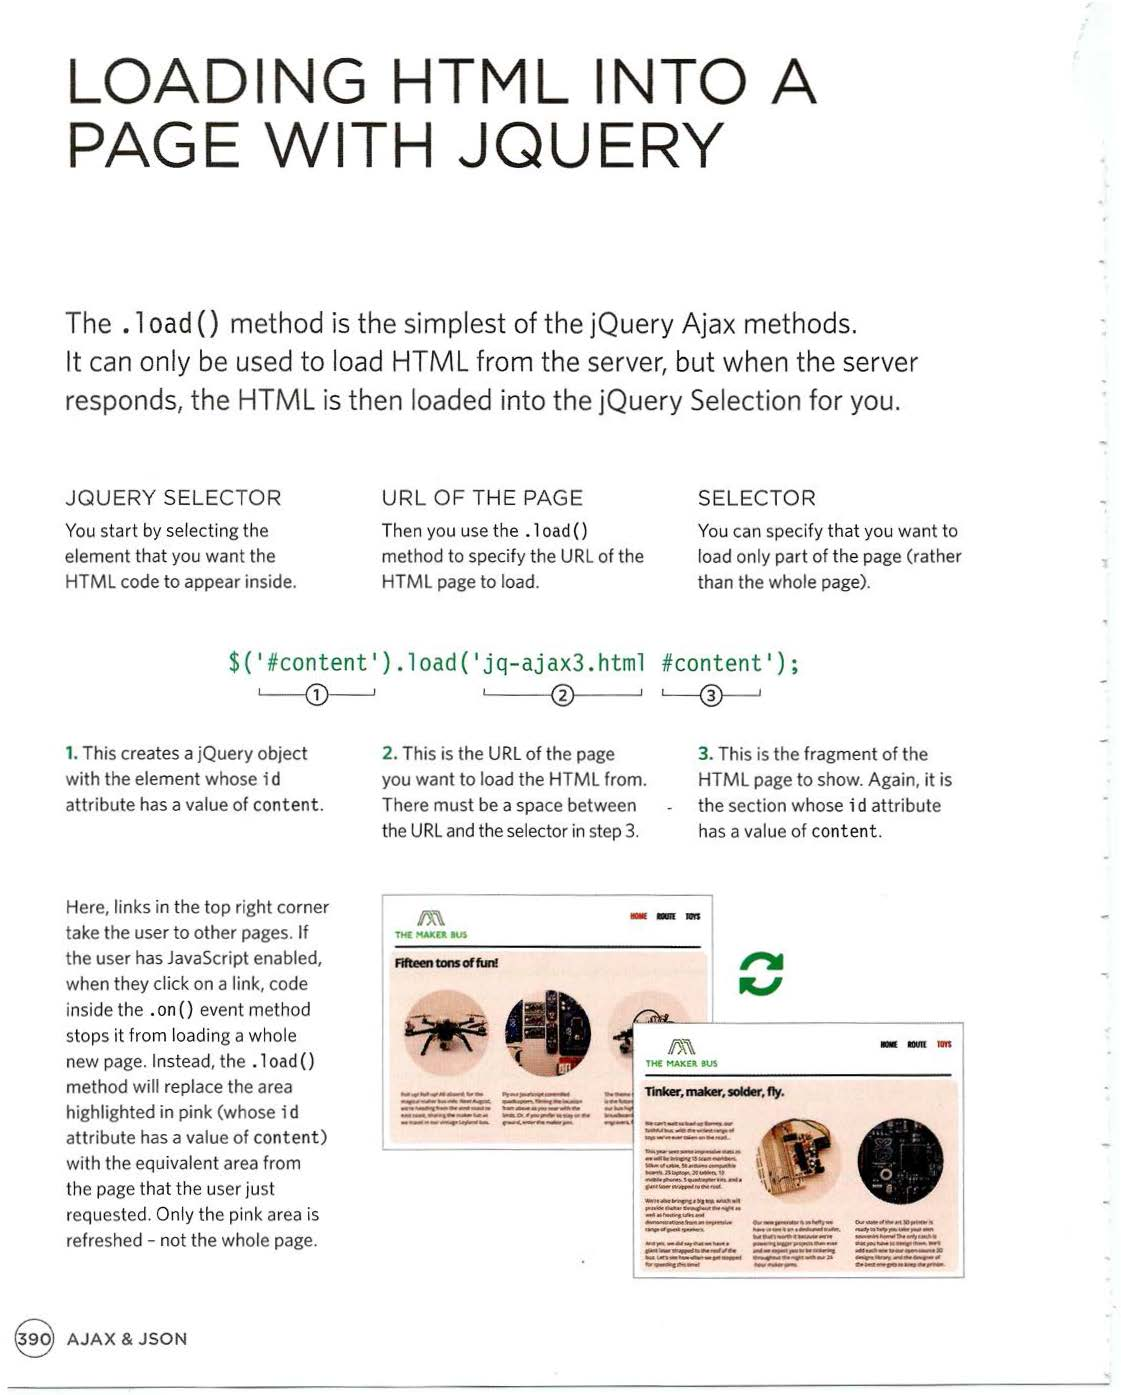 LOADING HTML INTO A
PAGE WITH JQUERY
The .load() method is the simplest of the jQuery Ajax methods.
It can only be used to load HTML from the server, but when the server
responds, the HTML is then loaded into the jQuery Selection for you.
JQUERY SELECTOR
You start by selecting the
element that you want the
HTML code to appear inside.
URL OF THE PAGE
Then you use the .load()
method to specify the URL of the
HTML page to load.
SELECTOR
You can specify that you want to
load only part of the page (rather
than the whole page).
$('#content').load('jq-ajax3.html #content');
1 2 3
1. This creates a jQuery object
with the element whose id
attribute has a value of content.
2. This is the URL of the page
you want to load the HTML from.
There must be a space between
the URL and the selector in step 3.
3. This is the fragment of the
HTML page to show. Again, it is
the section whose id attribute
has a value of content.
Here, links in the top right corner
take the user to other pages. If
the user has JavaScript enabled,
when they click on a link, code
inside the .on() event method
stops it from loading a whole
new page. Instead, the .load()
method will replace the area
highlighted in pink (whose id
attribute has a value of content)
with the equivalent area from
the page that the user just
requested. Only the pink area is
refreshed – not the whole page.
THE MAKER BUS
HOME ROUTE TOYS
Fifteen tons of fun!
THE MAKER BUS
HOME ROUTE TOYS
Tinker, maker, solder, fly.
390 AJAX & JSON